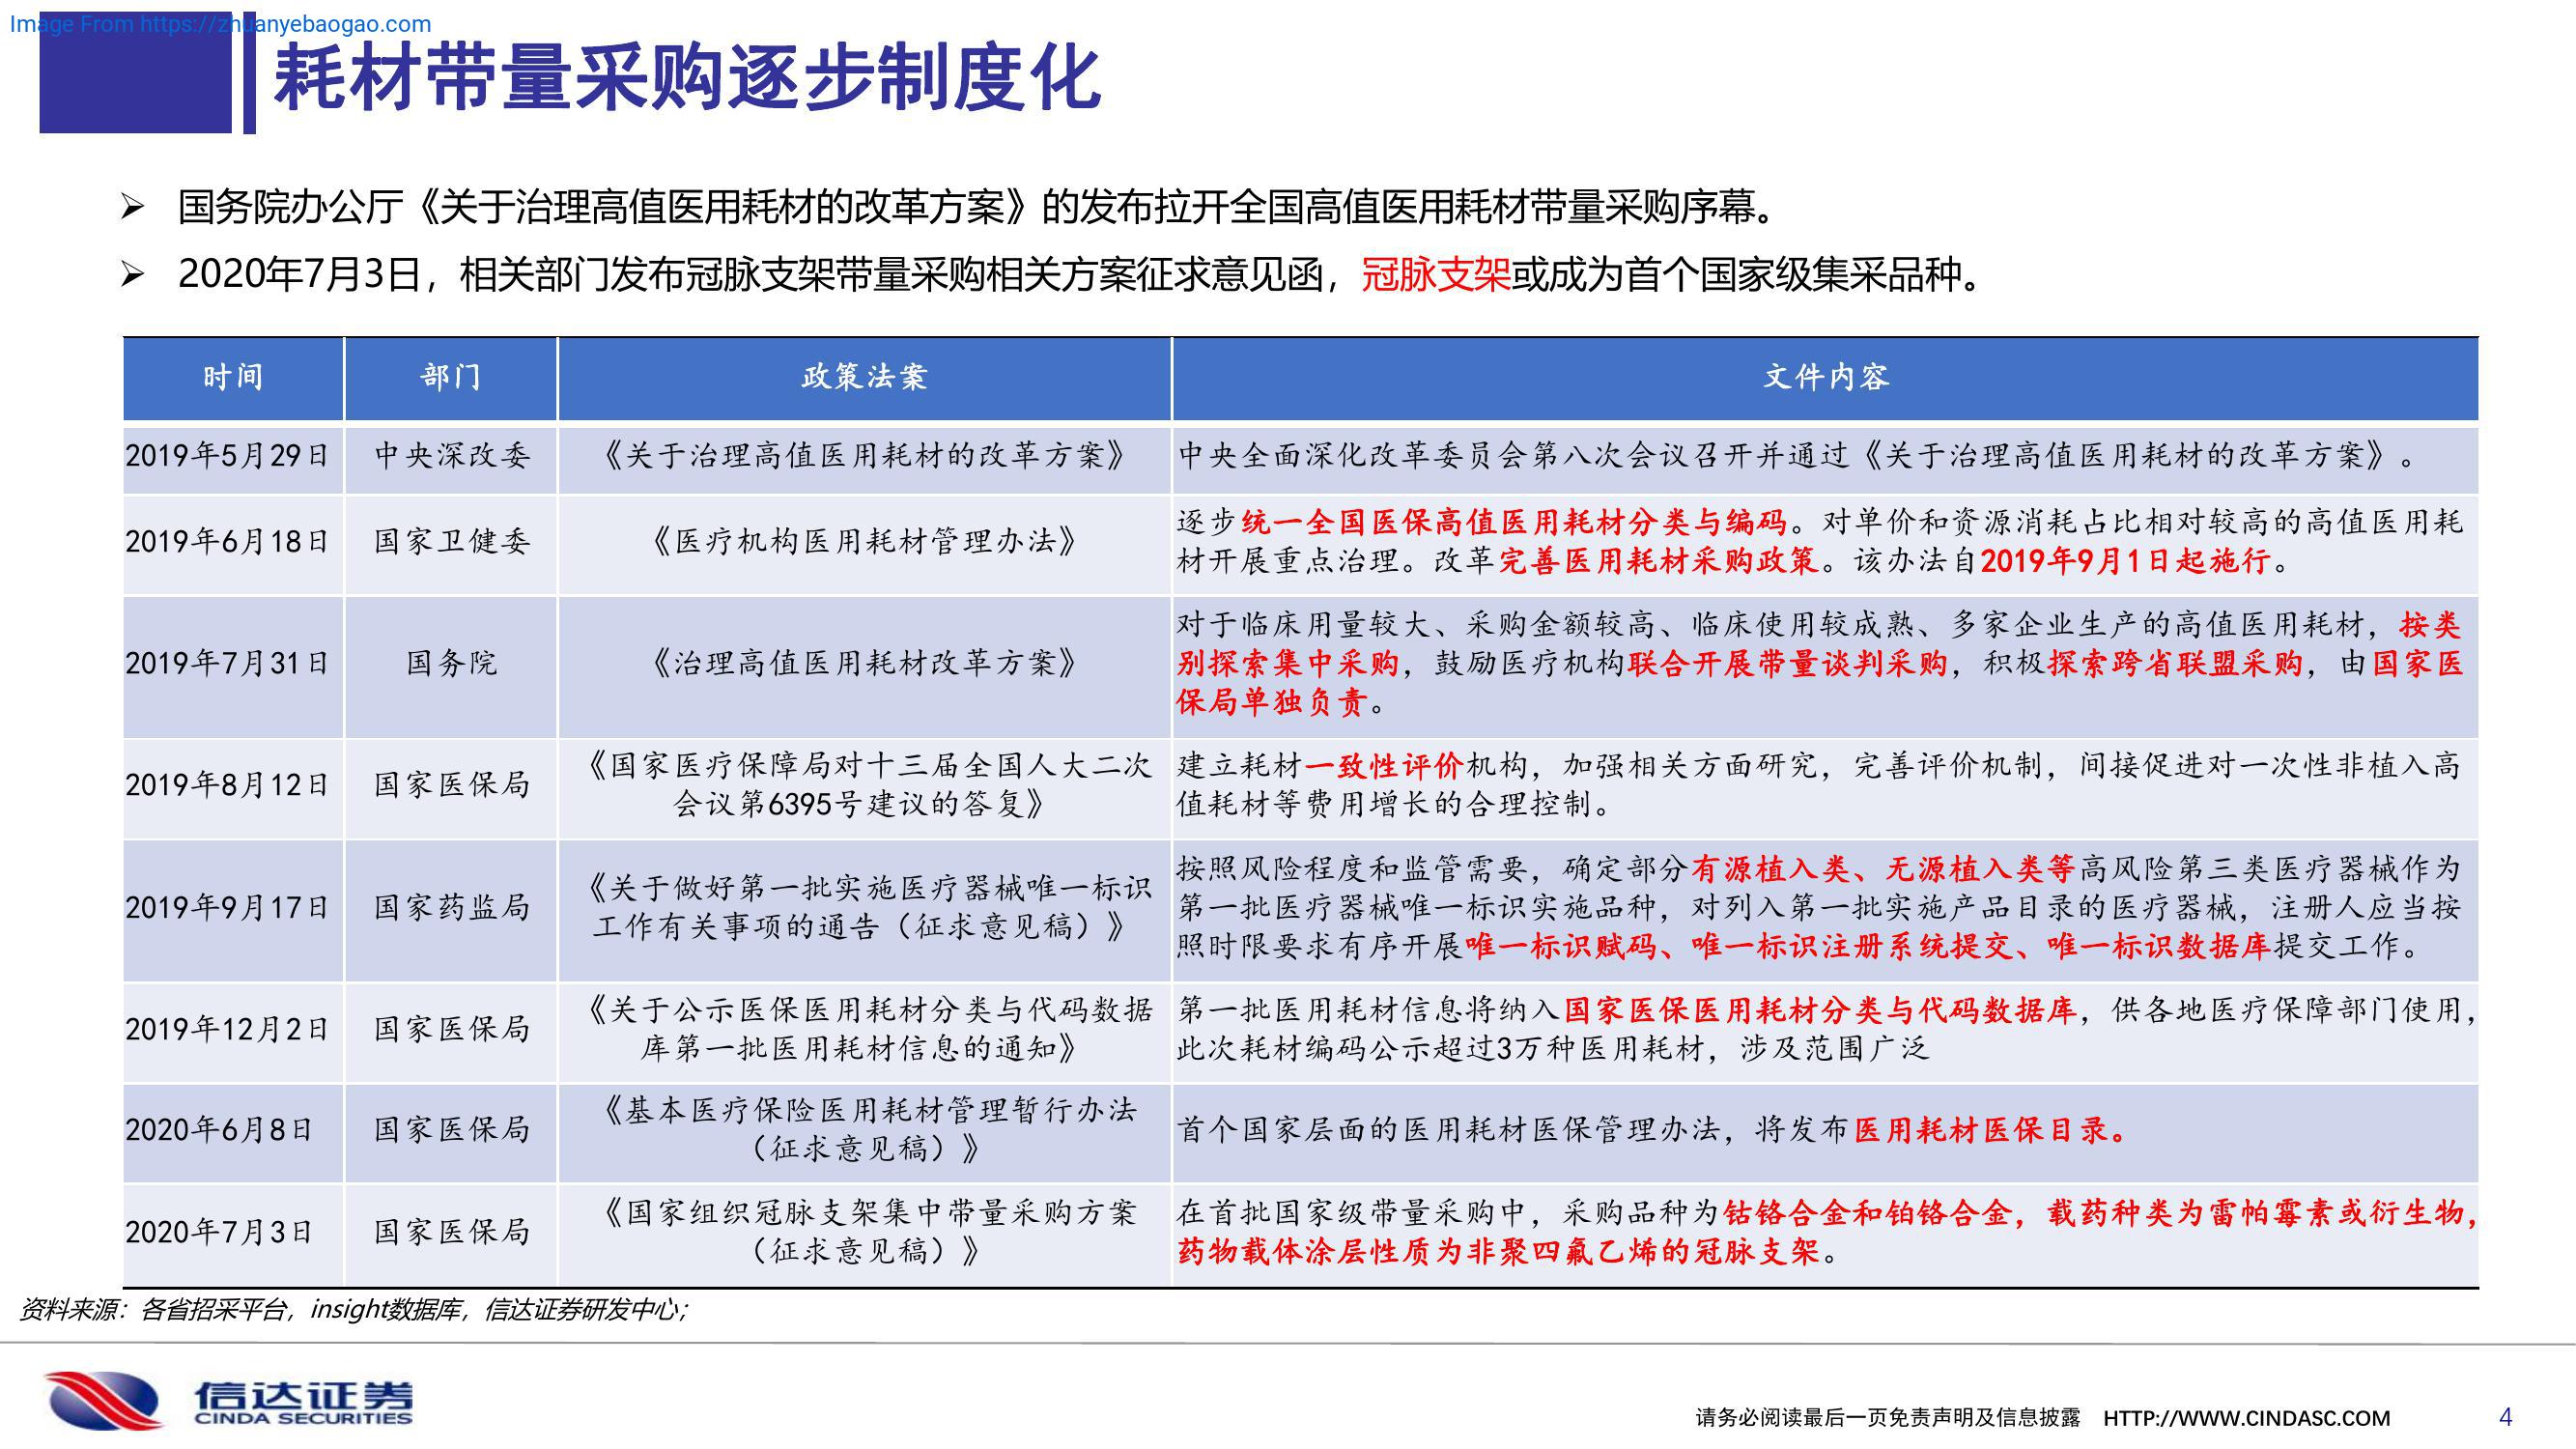 Image From https://zhuanyebaogao.com
耗材带量采购逐步制度化
➢ 国务院办公厅《关于治理高值医用耗材的改革方案》的发布拉开全国高值医用耗材带量采购序幕。
➢ 2020年7月3日，相关部门发布冠脉支架带量采购相关方案征求意见函，冠脉支架或成为首个国家级集采品种。
时间 部门 政策法案 文件内容
2019年5月29日 中央深改委 《关于治理高值医用耗材的改革方案》 中央全面深化改革委员会第八次会议召开并通过《关于治理高值医用耗材的改革方案》。
2019年6月18日 国家卫健委 《医疗机构医用耗材管理办法》
逐步统一全国医保高值医用耗材分类与编码。对单价和资源消耗占比相对较高的高值医用耗
材开展重点治理。改革完善医用耗材采购政策。该办法自2019年9月1日起施行。
2019年7月31日 国务院 《治理高值医用耗材改革方案》
对于临床用量较大、采购金额较高、临床使用较成熟、多家企业生产的高值医用耗材，按类
别探索集中采购，鼓励医疗机构联合开展带量谈判采购，积极探索跨省联盟采购，由国家医
保局单独负责。
2019年8月12日 国家医保局
《国家医疗保障局对十三届全国人大二次
会议第6395号建议的答复》
建立耗材一致性评价机构，加强相关方面研究，完善评价机制，间接促进对一次性非植入高
值耗材等费用增长的合理控制。
2019年9月17日 国家药监局
《关于做好第一批实施医疗器械唯一标识
工作有关事项的通告（征求意见稿）》
按照风险程度和监管需要，确定部分有源植入类、无源植入类等高风险第三类医疗器械作为
第一批医疗器械唯一标识实施品种，对列入第一批实施产品目录的医疗器械，注册人应当按
照时限要求有序开展唯一标识赋码、唯一标识注册系统提交、唯一标识数据库提交工作。
2019年12月2日 国家医保局
《关于公示医保医用耗材分类与代码数据
库第一批医用耗材信息的通知》
第一批医用耗材信息将纳入国家医保医用耗材分类与代码数据库，供各地医疗保障部门使用，
此次耗材编码公示超过3万种医用耗材，涉及范围广泛
2020年6月8日 国家医保局
《基本医疗保险医用耗材管理暂行办法
（征求意见稿）》
首个国家层面的医用耗材医保管理办法，将发布医用耗材医保目录。
2020年7月3日 国家医保局
《国家组织冠脉支架集中带量采购方案
（征求意见稿）》
在首批国家级带量采购中，采购品种为钴铬合金和铂铬合金，载药种类为雷帕霉素或衍生物，
药物载体涂层性质为非聚四氟乙烯的冠脉支架。
资料来源：各省招采平台，insight数据库，信达证券研发中心；
信达证券
CINDA SECURITIES
请务必阅读最后一页免责声明及信息披露 HTTP://WWW.CINDASC.COM 4